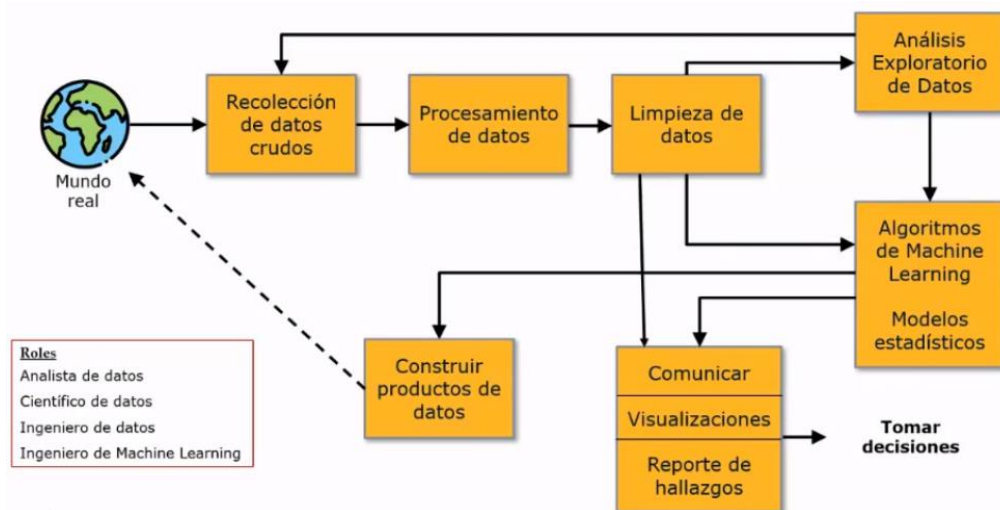 Análisis
Exploratorio
de Datos
Recolección
de datos
crudos
Procesamiento
de datos
Limpieza de
datos
Mundo
real
Algoritmos
de Machine
Learning
Modelos
estadísticos
Construir
productos de
datos
Comunicar
Visualizaciones
Reporte de
hallazgos
Tomar
decisiones
Roles
Analista de datos
Científico de datos
Ingeniero de datos
Ingeniero de Machine Learning